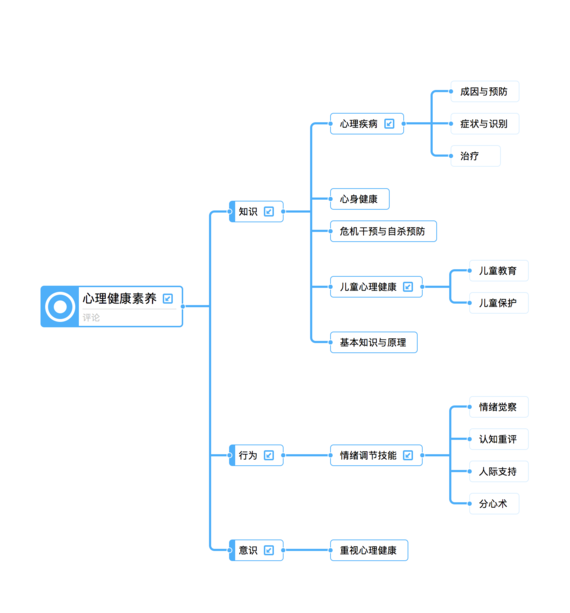 心理健康素养
评论
知识
心理疾病
成因与预防
症状与识别
治疗
心身健康
危机干预与自杀预防
儿童心理健康
儿童教育
儿童保护
基本知识与原理
行为
情绪调节技能
情绪觉察
认知重评
人际支持
分心术
意识
重视心理健康